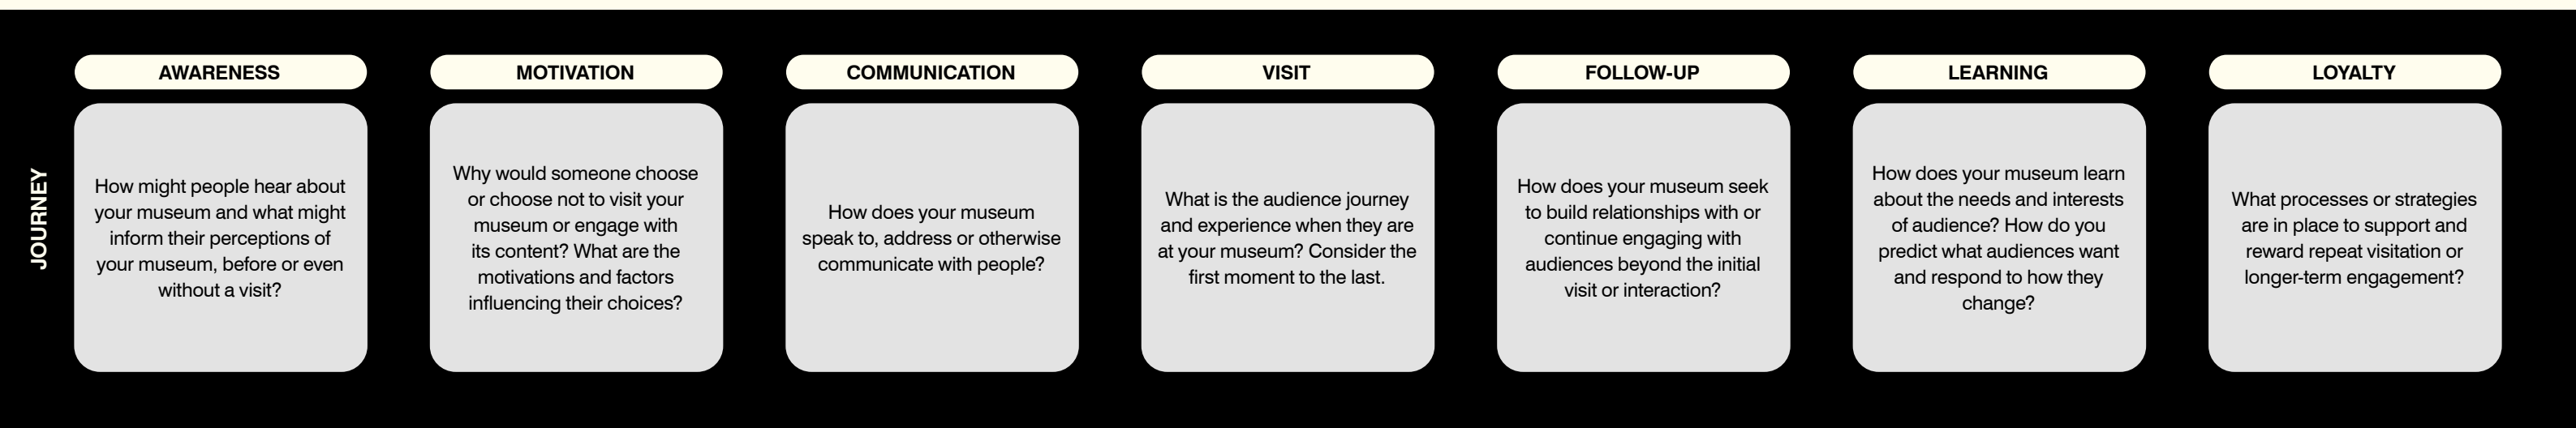 JOURNEY
AWARENESS
How might people hear about
your museum and what might
inform their perceptions of
your museum, before or even
without a visit?
MOTIVATION
Why would someone choose
or choose not to visit your
museum or engage with
its content? What are the
motivations and factors
influencing their choices?
COMMUNICATION
How does your museum
speak to, address or otherwise
communicate with people?
VISIT
What is the audience journey
and experience when they are
at your museum? Consider the
first moment to the last.
FOLLOW-UP
How does your museum seek
to build relationships with or
continue engaging with
audiences beyond the initial
visit or interaction?
LEARNING
How does your museum learn
about the needs and interests
of audience? How do you
predict what audiences want
and respond to how they
change?
LOYALTY
What processes or strategies
are in place to support and
reward repeat visitation or
longer-term engagement?